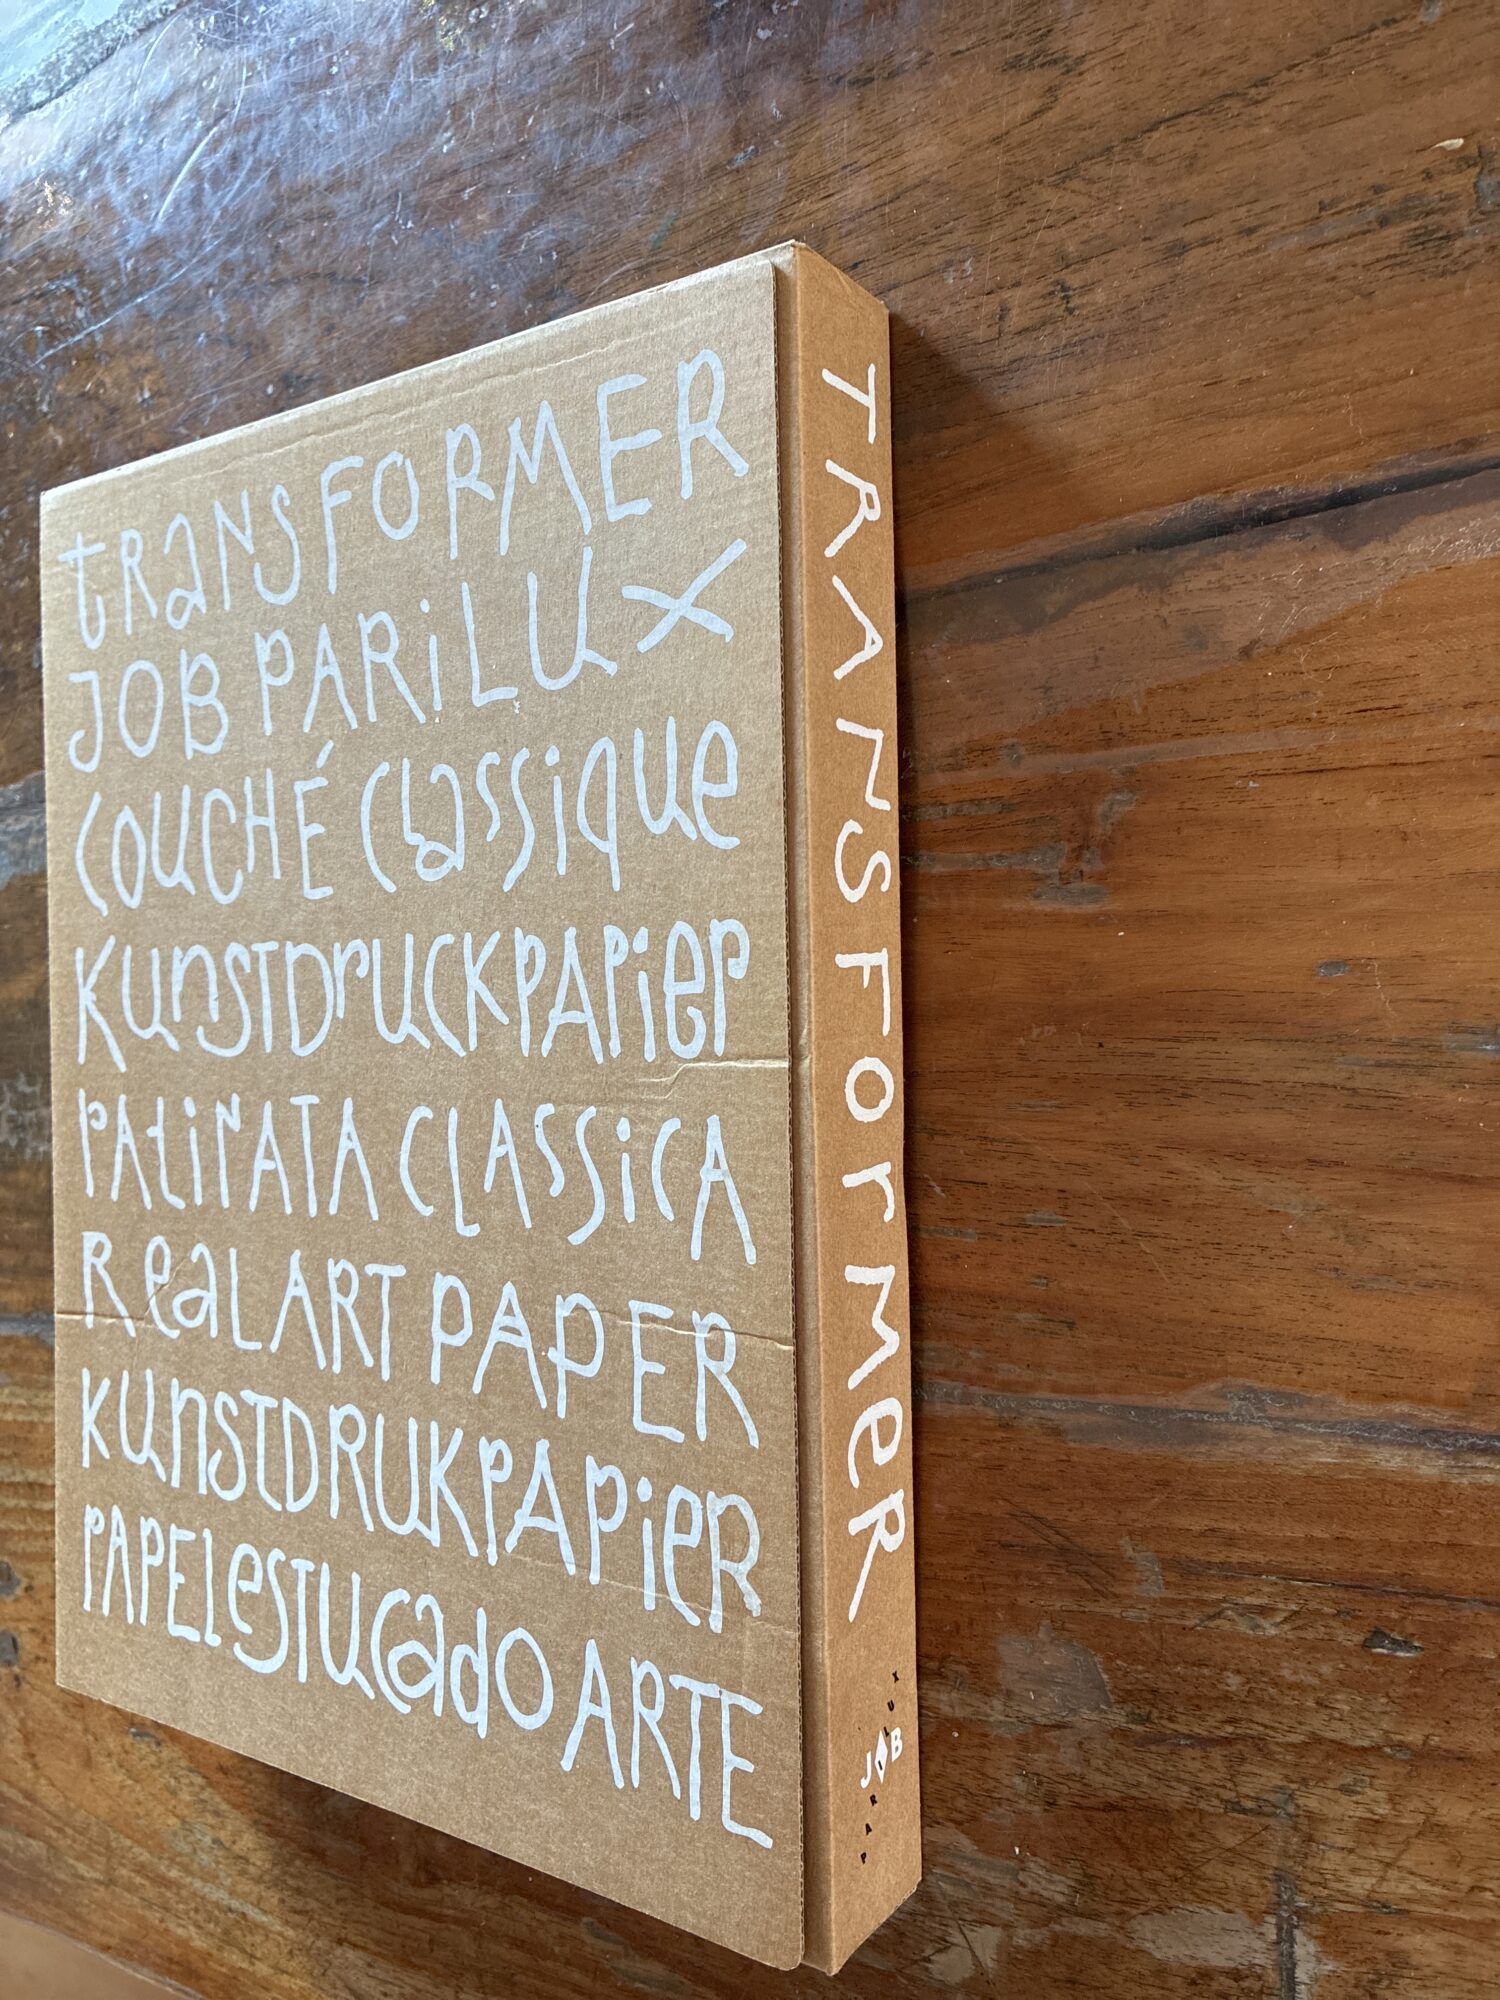 tRaNSFORMER
JOB PARiLUX
COUCHÉ Classique
KunSTDrUCKPAPier
PAtiNATA CLASSiCA
ReaLART PAPER
KUnSTDRUKPAPieR
PAPELeSTUCadO ARTE
TRANSFOrMeR
JOB
PARILUX